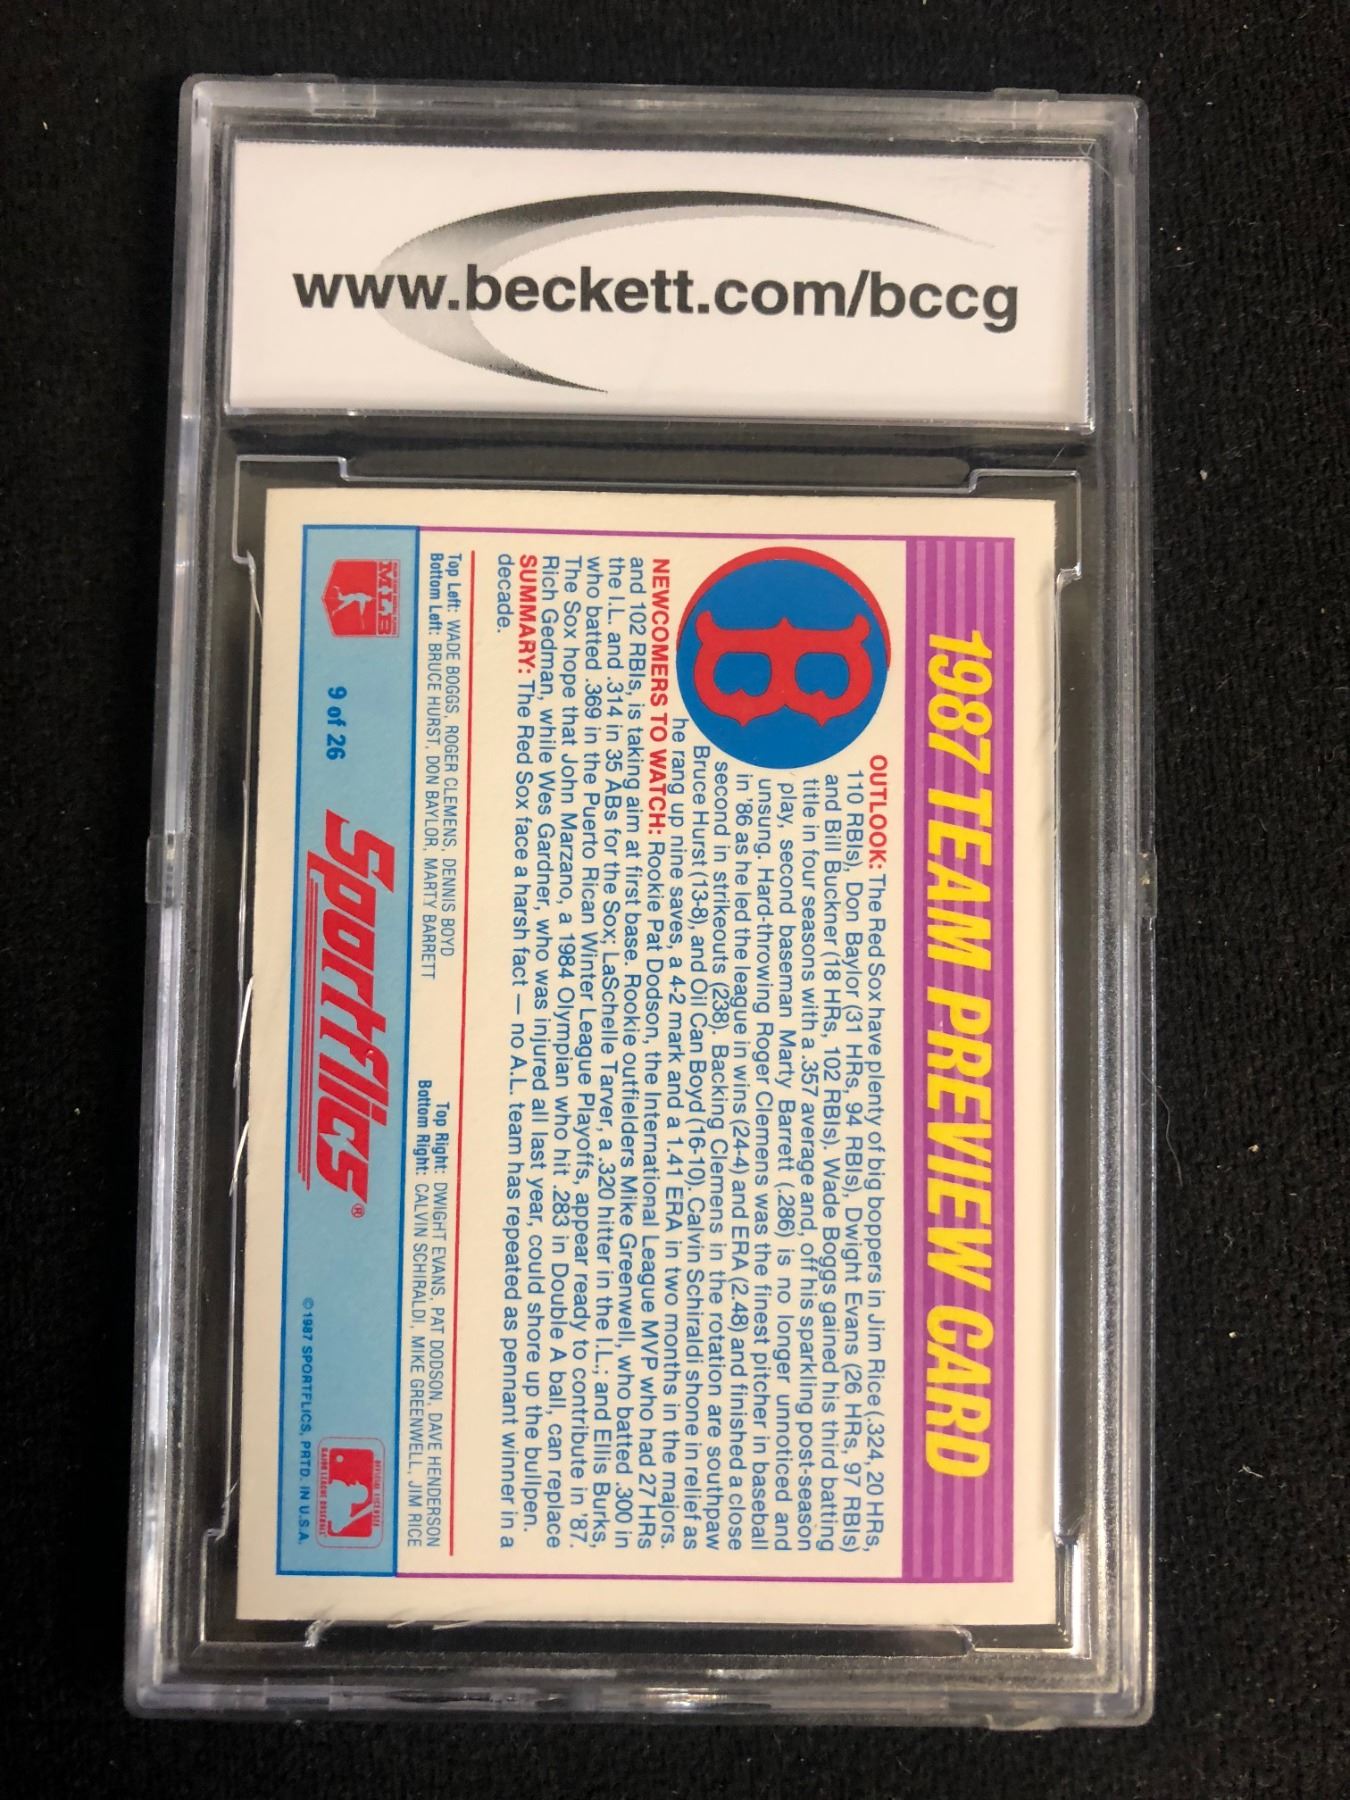 www.beckett.com/bccg
1987 TEAM PREVIEW CARD
B
OUTLOOK: The Red Sox have plenty of big boppers in Jim Rice (.324, 20 HRs,
110 RBIs), Don Baylor (31 HRs, 94 RBIs), Dwight Evans (26 HRs, 97 RBIs)
and Bill Buckner (18 HRs, 102 RBIs). Wade Boggs gained his third batting
title in four seasons with a .357 average and, off his sparkling post-season
play, second baseman Marty Barrett (.286) is no longer unnoticed and
unsung. Hard-throwing Roger Clemens was the finest pitcher in baseball
in '86 as he led the league in wins (24-4) and ERA (2.48) and finished a close
second in strikeouts (238). Backing Clemens in the rotation are southpaw
Bruce Hurst (13-8), and Oil Can Boyd (16-10), Calvin Schiraldi shone in relief as
he rang up nine saves, a 4-2 mark and a 1.41 ERA in two months in the majors.
NEWCOMERS TO WATCH: Rookie Pat Dodson, the International League MVP who had 27 HRs
and 102 RBIs, is taking aim at first base. Rookie outfielders Mike Greenwell, who batted .300 in
the I.L. and .314 in 35 ABs for the Sox; LaSchelle Tarver, a .320 hitter in the I.L.; and Ellis Burks,
who batted .369 in the Puerto Rican Winter League Playoffs, appear ready to contribute in '87.
The Sox hope that John Marzano, a 1984 Olympian who hit .283 in Double A ball, can replace
Rich Gedman, while Wes Gardner, who was injured all last year, could shore up the bullpen.
SUMMARY: The Red Sox face a harsh fact — no A.L. team has repeated as pennant winner in a
decade.
Top Left: WADE BOGGS, ROGER CLEMENS, DENNIS BOYD
Bottom Left: BRUCE HURST, DON BAYLOR, MARTY BARRETT
Top Right: DWIGHT EVANS, PAT DODSON, DAVE HENDERSON
Bottom Right: CALVIN SCHIRALDI, MIKE GREENWELL, JIM RICE
MLB
9 of 26
Sportflics®
©1987 SPORTFLICS, PRTD. IN U.S.A.
OFFICIAL LICENSEE
MAJOR LEAGUE BASEBALL